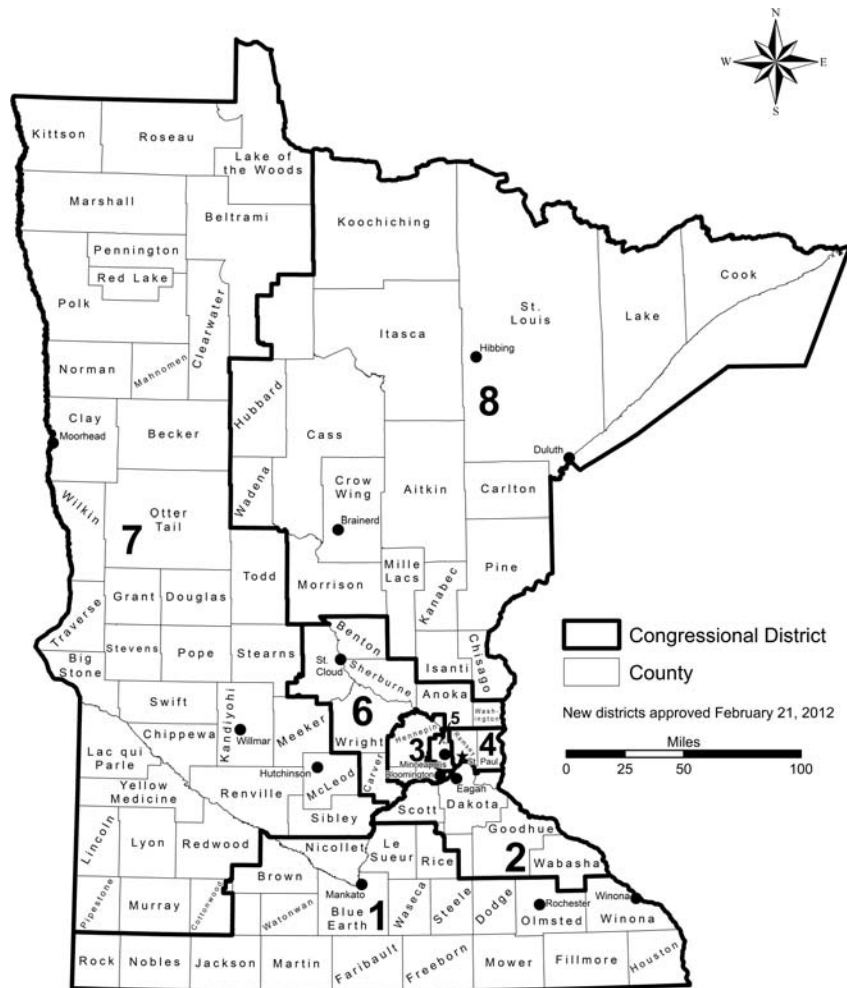 N
W
E
S
Kittson
Roseau
Lake of
the Woods
Marshall
Beltrami
Koochiching
Pennington
Red Lake
Polk
Clearwater
Cook
St.
Louis
Lake
Itasca
Hibbing
Norman
Mahnomen
Hubbard
8
Clay
Moorhead
Becker
Cass
Duluth
Wadena
Crow
Wing
Aitkin
Carlton
Wilkin
Otter
Tail
7
Brainerd
Mille
Lacs
Pine
Kanabec
Todd
Morrison
Traverse
Grant
Douglas
Benton
Chisago
Isanti
Big
Stone
Stevens
Pope
Stearns
St.
Cloud
Sherburne
Anoka
Wash-
ington
Congressional District
County
New districts approved February 21, 2012
Miles
0 25 50 100
Swift
Kandiyohi
Meeker
6
5
Chippewa
Willmar
Wright
Hennepin
Ramsey
3
4
Minneapolis
St.
Paul
Lac qui
Parle
Hutchinson
McLeod
Carver
Bloomington
Eagan
Yellow
Medicine
Renville
Scott
Dakota
Sibley
Lincoln
Lyon
Redwood
Nicollet
Le
Sueur
Rice
Goodhue
2
Wabasha
Brown
Pipestone
Murray
Cottonwood
Mankato
Watonwan
Blue
Earth
1
Waseca
Steele
Dodge
Rochester
Olmsted
Winona
Winona
Rock
Nobles
Jackson
Martin
Faribault
Freeborn
Mower
Fillmore
Houston